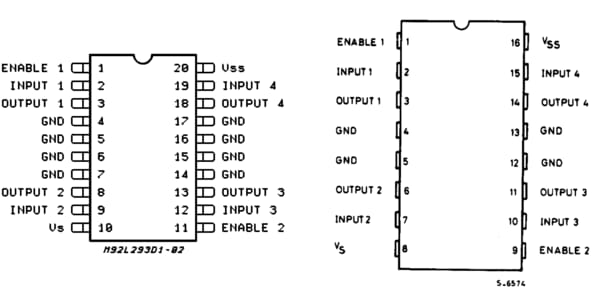 ENABLE 1 1 20 Vss
INPUT 1 2 19 INPUT 4
OUTPUT 1 3 18 OUTPUT 4
GND 4 17 GND
GND 5 16 GND
GND 6 15 GND
GND 7 14 GND
OUTPUT 2 8 13 OUTPUT 3
INPUT 2 9 12 INPUT 3
Vs 10 11 ENABLE 2
M92L293D1-02
ENABLE 1 1 16 VSS
INPUT 1 2 15 INPUT 4
OUTPUT 1 3 14 OUTPUT 4
GND 4 13 GND
GND 5 12 GND
OUTPUT 2 6 11 OUTPUT 3
INPUT 2 7 10 INPUT 3
VS 8 9 ENABLE 2
S-6574